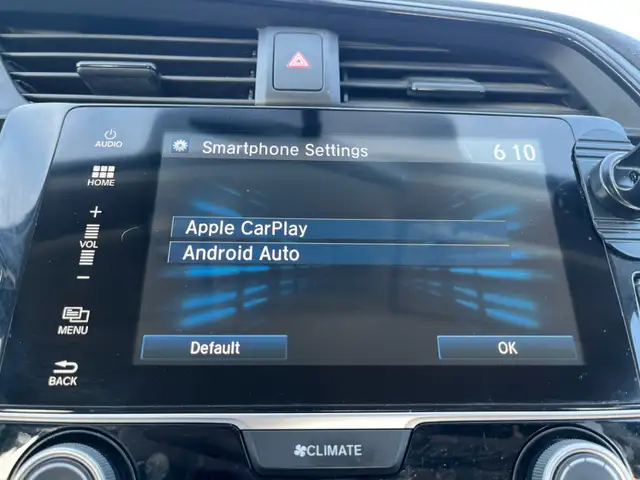 AUDIO
Smartphone Settings
6 10
HOME
+
VOL
–
Apple CarPlay
Android Auto
MENU
Default
OK
BACK
CLIMATE